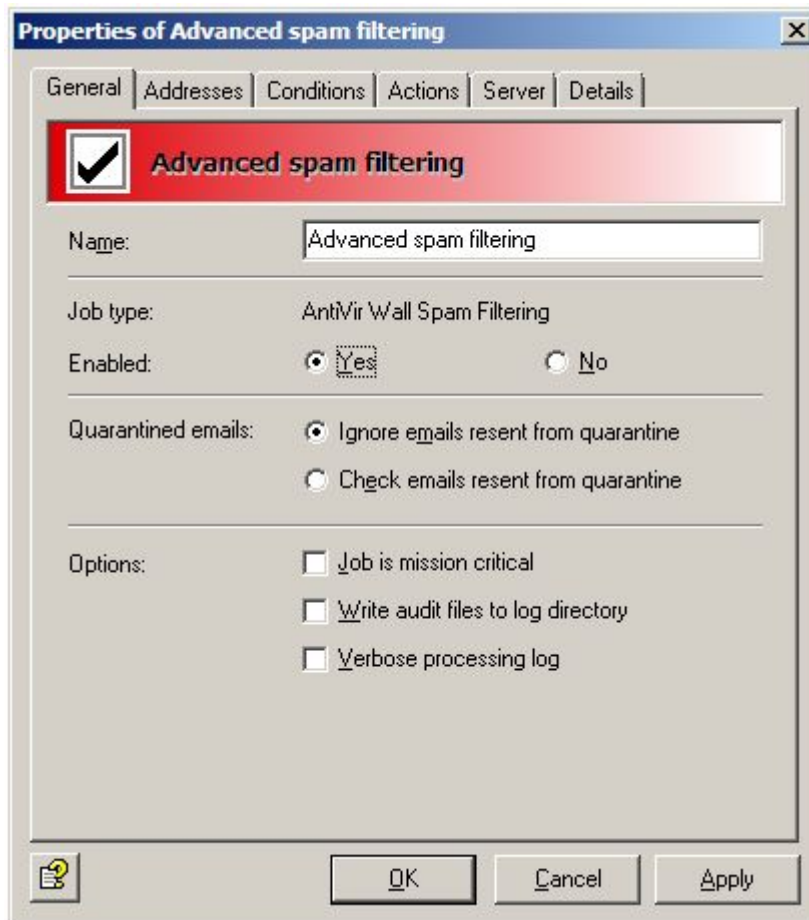 Properties of Advanced spam filtering
General Addresses Conditions Actions Server Details
Advanced spam filtering
Name: Advanced spam filtering
Job type: AntiVir Wall Spam Filtering
Enabled: Yes No
Quarantined emails: Ignore emails resent from quarantine
Check emails resent from quarantine
Options: Job is mission critical
Write audit files to log directory
Verbose processing log
OK Cancel Apply